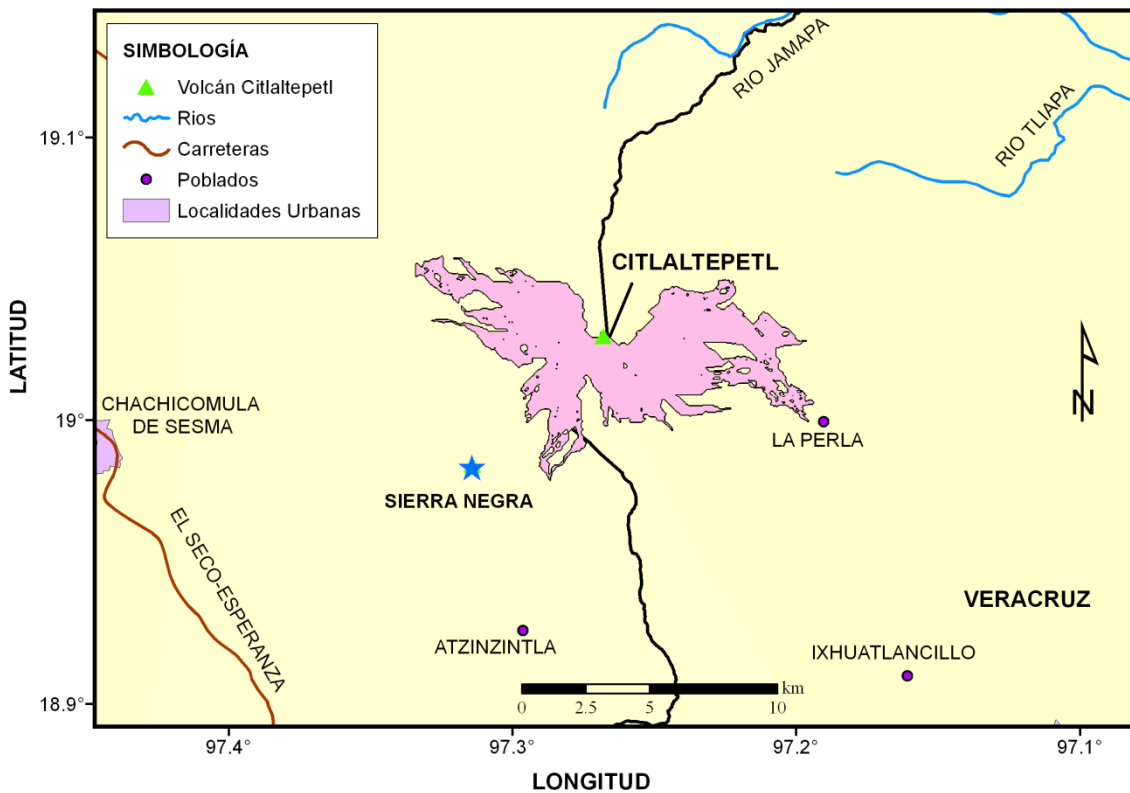 SIMBOLOGÍA
Volcán Citlaltepetl
Rios
Carreteras
Poblados
Localidades Urbanas
RIO JAMAPA
RIO TLIAPA
19.1°
CITLALTEPETL
LATITUD
N
CHACHICOMULA
DE SESMA
19°
LA PERLA
SIERRA NEGRA
EL SECO-ESPERANZA
VERACRUZ
ATZINZINTLA
IXHUATLANCILLO
km
0 2.5 5 10
18.9°
97.4° 97.3° 97.2° 97.1°
LONGITUD